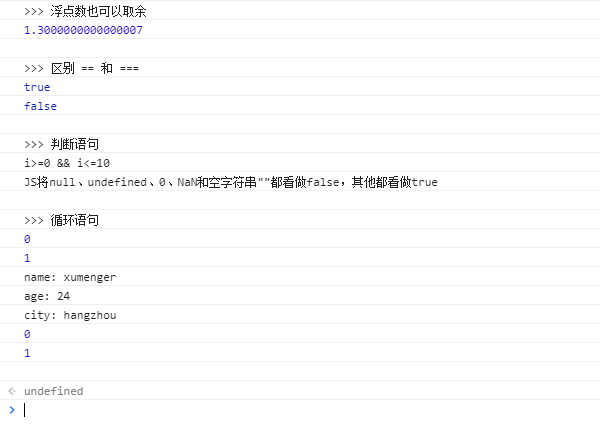 >>> 浮点数也可以取余
1.3000000000000007
>>> 区别 == 和 ===
true
false
>>> 判断语句
i>=0 && i<=10
JS将null、undefined、0、NaN和空字符串""都看做false，其他都看做true
>>> 循环语句
0
1
name: xumenger
age: 24
city: hangzhou
0
1
undefined